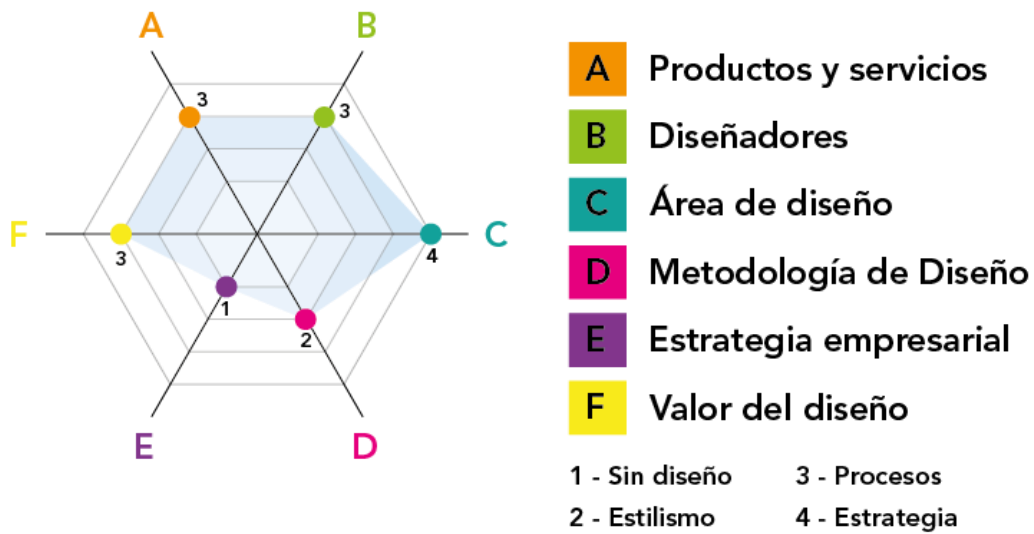 A
B
3
3
F
C
3
4
1
2
E
D
A Productos y servicios
B Diseñadores
C Área de diseño
D Metodología de Diseño
E Estrategia empresarial
F Valor del diseño
1 - Sin diseño 3 - Procesos
2 - Estilismo 4 - Estrategia